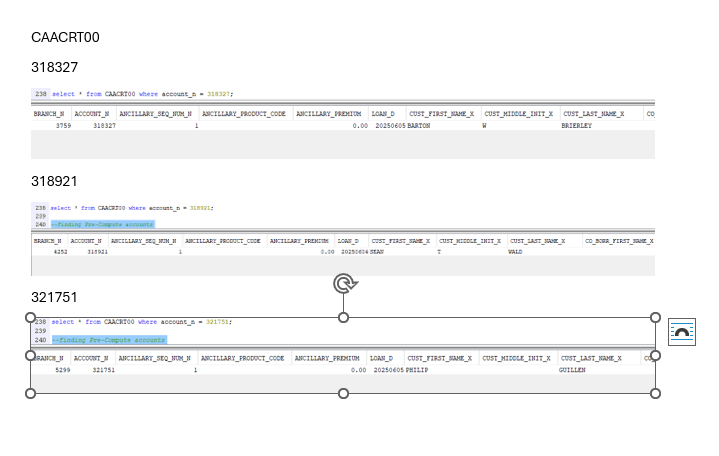 CAACRT00
318327
238 select * from CAACRT00 where account_n = 318327;
BRANCH_N ACCOUNT_N ANCILLARY_SEQ_NUM_N ANCILLARY_PRODUCT_CODE ANCILLARY_PREMIUM LOAN_D CUST_FIRST_NAME_X CUST_MIDDLE_INIT_X CUST_LAST_NAME_X CO_
3759 318327 1 0.00 20250605 BARTON W BRIERLEY
318921
238 select * from CAACRT00 where account_n = 318921;
239
240 --finding Pre-Compute accounts
BRANCH_N ACCOUNT_N ANCILLARY_SEQ_NUM_N ANCILLARY_PRODUCT_CODE ANCILLARY_PREMIUM LOAN_D CUST_FIRST_NAME_X CUST_MIDDLE_INIT_X CUST_LAST_NAME_X CO_BORR_FIRST_NAME_X
4252 318921 1 0.00 20250604 SEAN T WALD
321751
238 select * from CAACRT00 where account_n = 321751;
239
240 --finding Pre-Compute accounts
BRANCH_N ACCOUNT_N ANCILLARY_SEQ_NUM_N ANCILLARY_PRODUCT_CODE ANCILLARY_PREMIUM LOAN_D CUST_FIRST_NAME_X CUST_MIDDLE_INIT_X CUST_LAST_NAME_X
5299 321751 1 0.00 20250605 PHILIP GUILLEN